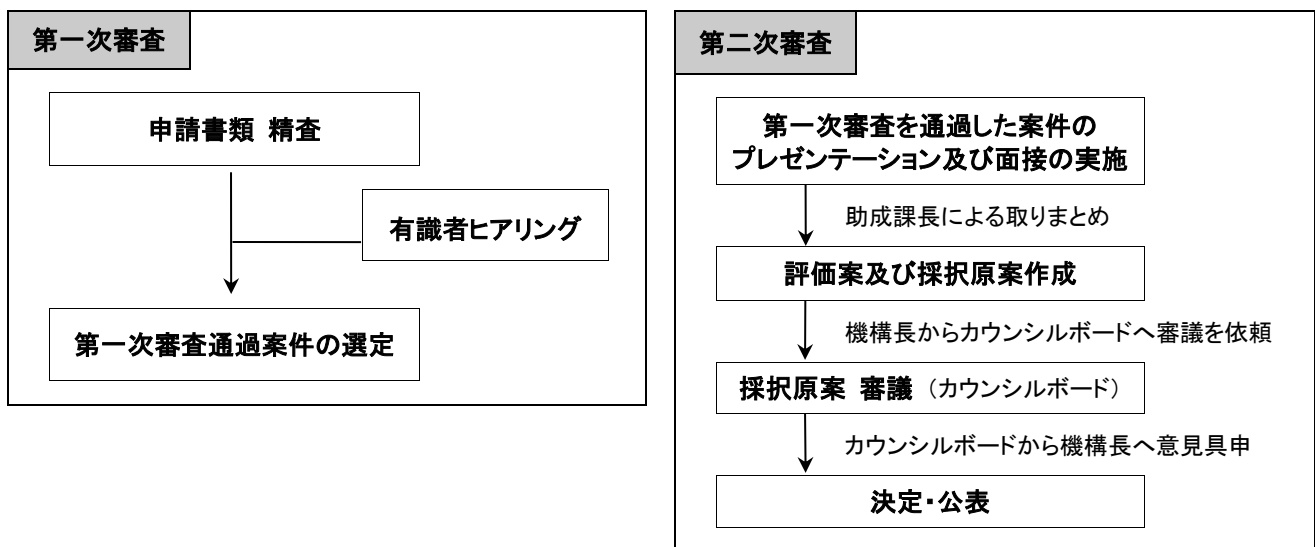 第一次審査
申請書類 精査
有識者ヒアリング
第一次審査通過案件の選定
第二次審査
第一次審査を通過した案件の
プレゼンテーション及び面接の実施
助成課長による取りまとめ
評価案及び採択原案作成
機構長からカウンシルボードへ審議を依頼
採択原案 審議（カウンシルボード）
カウンシルボードから機構長へ意見具申
決定・公表